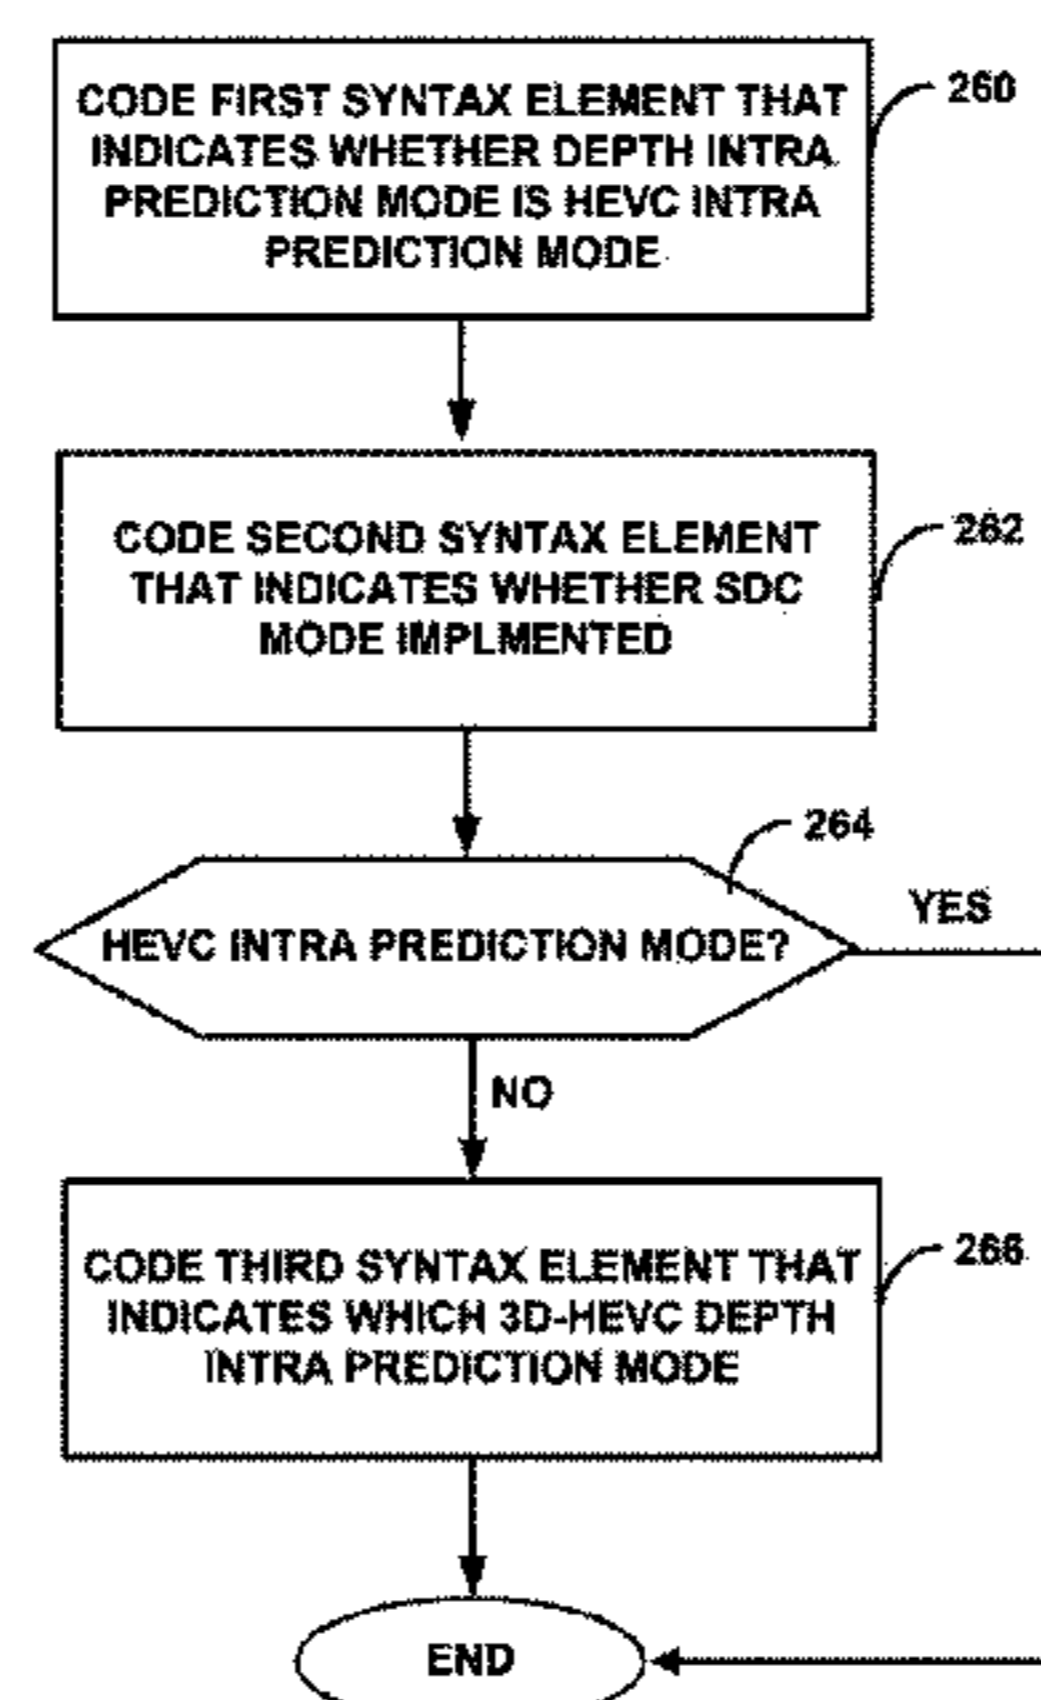 CODE FIRST SYNTAX ELEMENT THAT
INDICATES WHETHER DEPTH INTRA
PREDICTION MODE IS HEVC INTRA
PREDICTION MODE
260
CODE SECOND SYNTAX ELEMENT
THAT INDICATES WHETHER SDC
MODE IMPLMENTED
262
264
HEVC INTRA PREDICTION MODE?
YES
NO
CODE THIRD SYNTAX ELEMENT THAT
INDICATES WHICH 3D-HEVC DEPTH
INTRA PREDICTION MODE
266
END